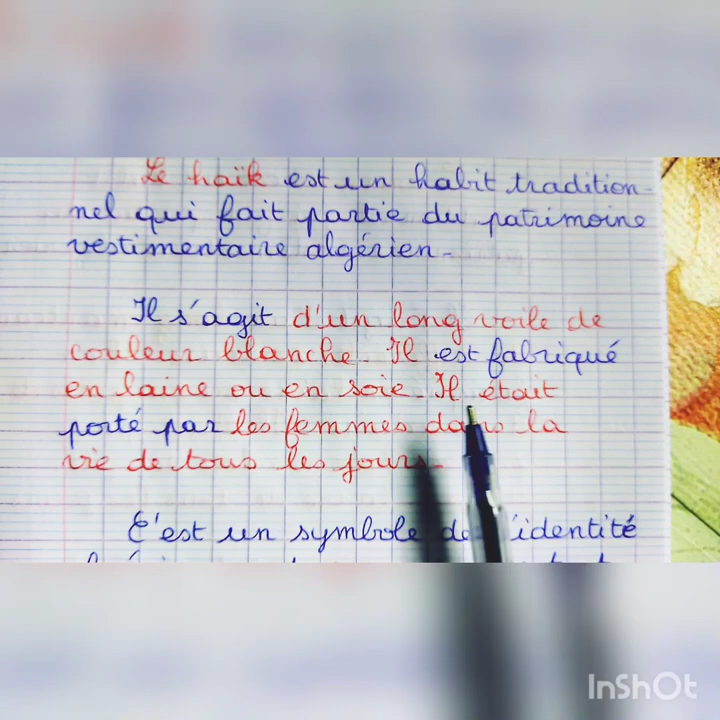 Le haïk est un habit tradition-
nel qui fait partie du patrimoine
vestimentaire algérien.
Il s'agit d'un long voile de
couleur blanche. Il est fabriqué
en laine ou en soie. Il était
porté par les femmes dans la
vie de tous les jours.
C'est un symbole de l'identité
InShOt